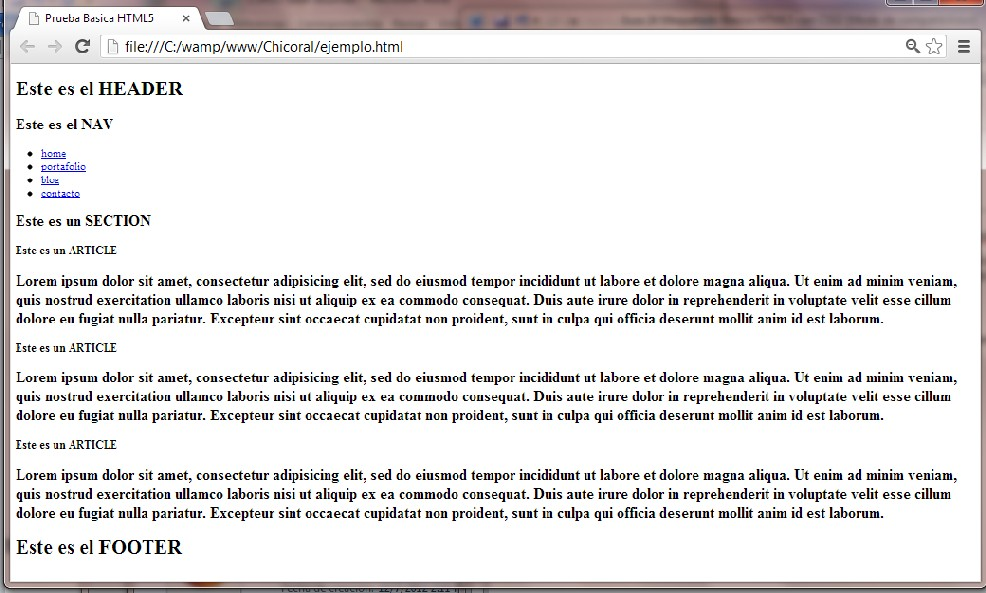 Prueba Basica HTML5
file:///C:/wamp/www/Chicoral/ejemplo.html
Este es el HEADER
Este es el NAV
home
portafolio
blog
contacto
Este es un SECTION
Este es un ARTICLE
Lorem ipsum dolor sit amet, consectetur adipisicing elit, sed do eiusmod tempor incididunt ut labore et dolore magna aliqua. Ut enim ad minim veniam,
quis nostrud exercitation ullamco laboris nisi ut aliquip ex ea commodo consequat. Duis aute irure dolor in reprehenderit in voluptate velit esse cillum
dolore eu fugiat nulla pariatur. Excepteur sint occaecat cupidatat non proident, sunt in culpa qui officia deserunt mollit anim id est laborum.
Este es un ARTICLE
Lorem ipsum dolor sit amet, consectetur adipisicing elit, sed do eiusmod tempor incididunt ut labore et dolore magna aliqua. Ut enim ad minim veniam,
quis nostrud exercitation ullamco laboris nisi ut aliquip ex ea commodo consequat. Duis aute irure dolor in reprehenderit in voluptate velit esse cillum
dolore eu fugiat nulla pariatur. Excepteur sint occaecat cupidatat non proident, sunt in culpa qui officia deserunt mollit anim id est laborum.
Este es un ARTICLE
Lorem ipsum dolor sit amet, consectetur adipisicing elit, sed do eiusmod tempor incididunt ut labore et dolore magna aliqua. Ut enim ad minim veniam,
quis nostrud exercitation ullamco laboris nisi ut aliquip ex ea commodo consequat. Duis aute irure dolor in reprehenderit in voluptate velit esse cillum
dolore eu fugiat nulla pariatur. Excepteur sint occaecat cupidatat non proident, sunt in culpa qui officia deserunt mollit anim id est laborum.
Este es el FOOTER